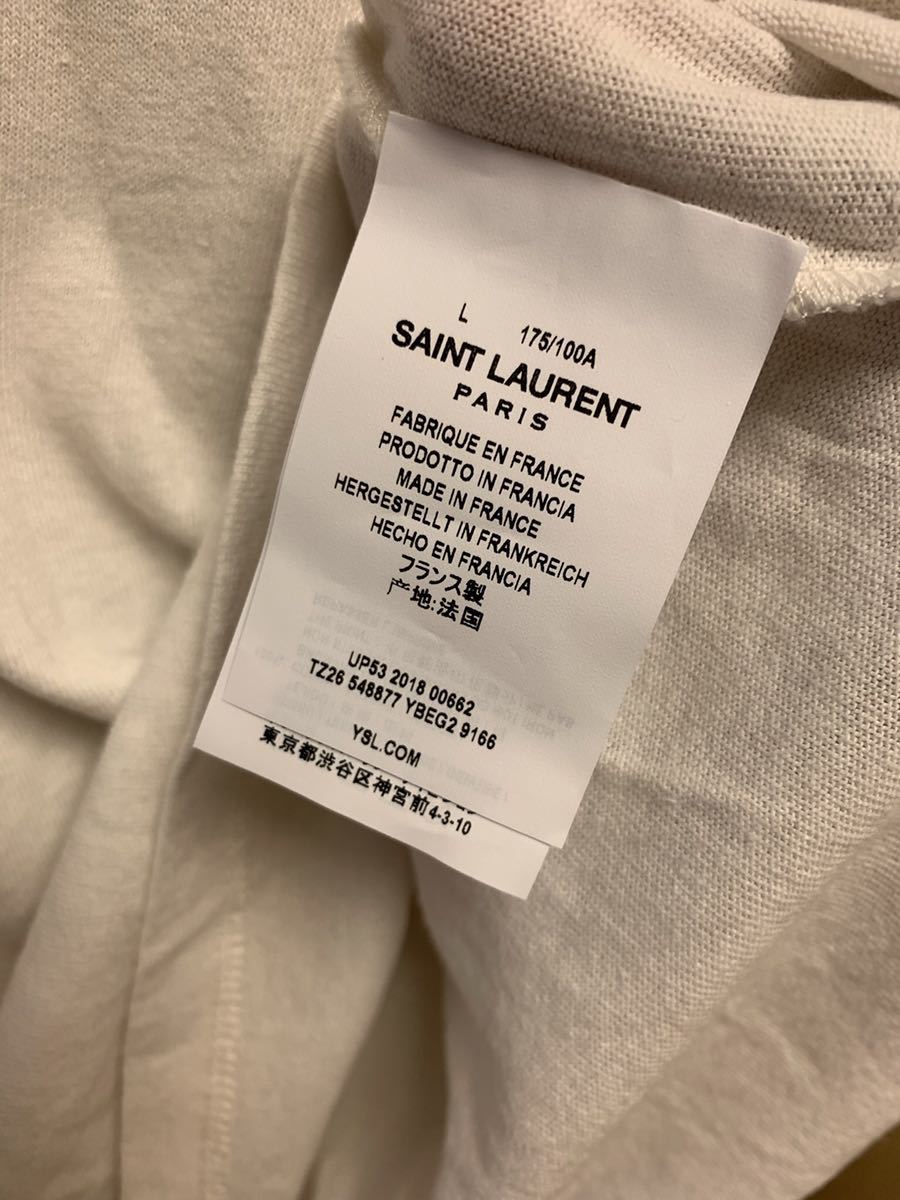 L 175/100A
SAINT LAURENT
PARIS
FABRIQUE EN FRANCE
PRODOTTO IN FRANCIA
MADE IN FRANCE
HERGESTELLT IN FRANKREICH
HECHO EN FRANCIA
フランス製
产地:法国
UP53 2018 00662
TZ26 548877 YBEG2 9166
YSL.COM
東京都渋谷区神宮前4-3-10